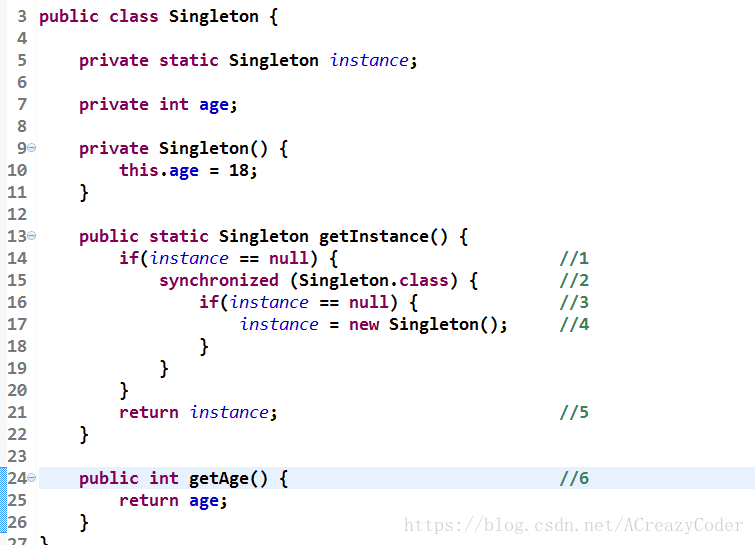 3 public class Singleton {
4
5 private static Singleton instance;
6
7 private int age;
8
9 private Singleton() {
10 this.age = 18;
11 }
12
13 public static Singleton getInstance() {
14 if(instance == null) { //1
15 synchronized (Singleton.class) { //2
16 if(instance == null) { //3
17 instance = new Singleton(); //4
18 }
19 }
20 }
21 return instance; //5
22 }
23
24 public int getAge() { //6
25 return age;
26 }
https://blog.csdn.net/ACreazyCoder
27 }